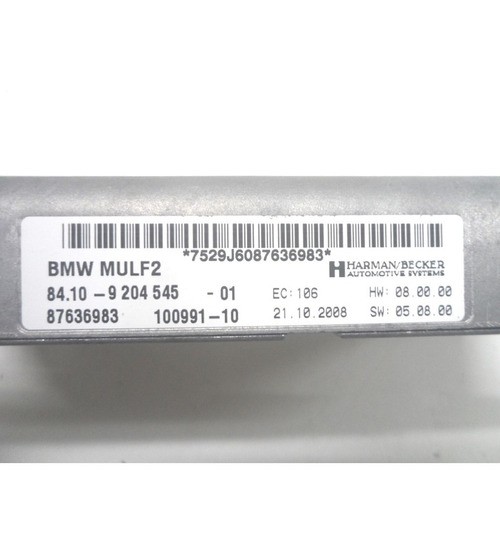 *7529J6087636983*
BMW MULF2
HARMAN/BECKER
AUTOMOTIVE SYSTEMS
84.10 - 9 204 545 - 01 EC: 106 HW: 08.00.00
87636983 100991-10 21.10.2008 SW: 05.08.00